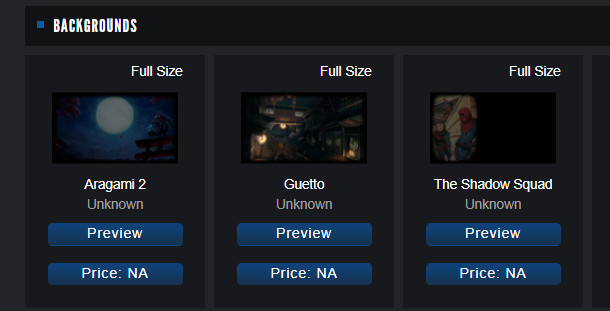 BACKGROUNDS
Full Size
Aragami 2
Unknown
Preview
Price: NA
Full Size
Guetto
Unknown
Preview
Price: NA
Full Size
The Shadow Squad
Unknown
Preview
Price: NA